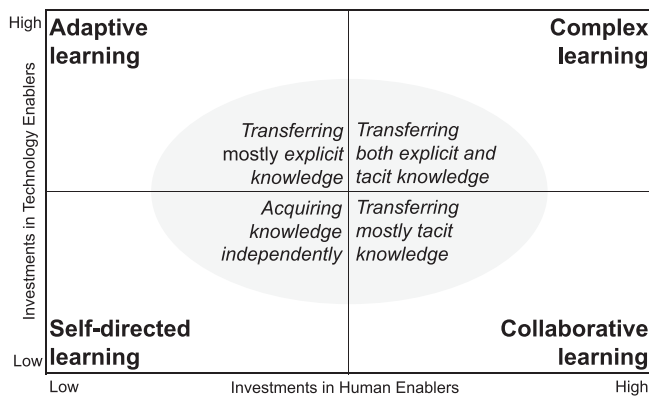 High
Adaptive
learning
Complex
learning
Investments in Technology Enablers
Transferring
mostly explicit
knowledge
Transferring
both explicit and
tacit knowledge
Acquiring
knowledge
independently
Transferring
mostly tacit
knowledge
Self-directed
learning
Collaborative
learning
Low
Low
Investments in Human Enablers
High